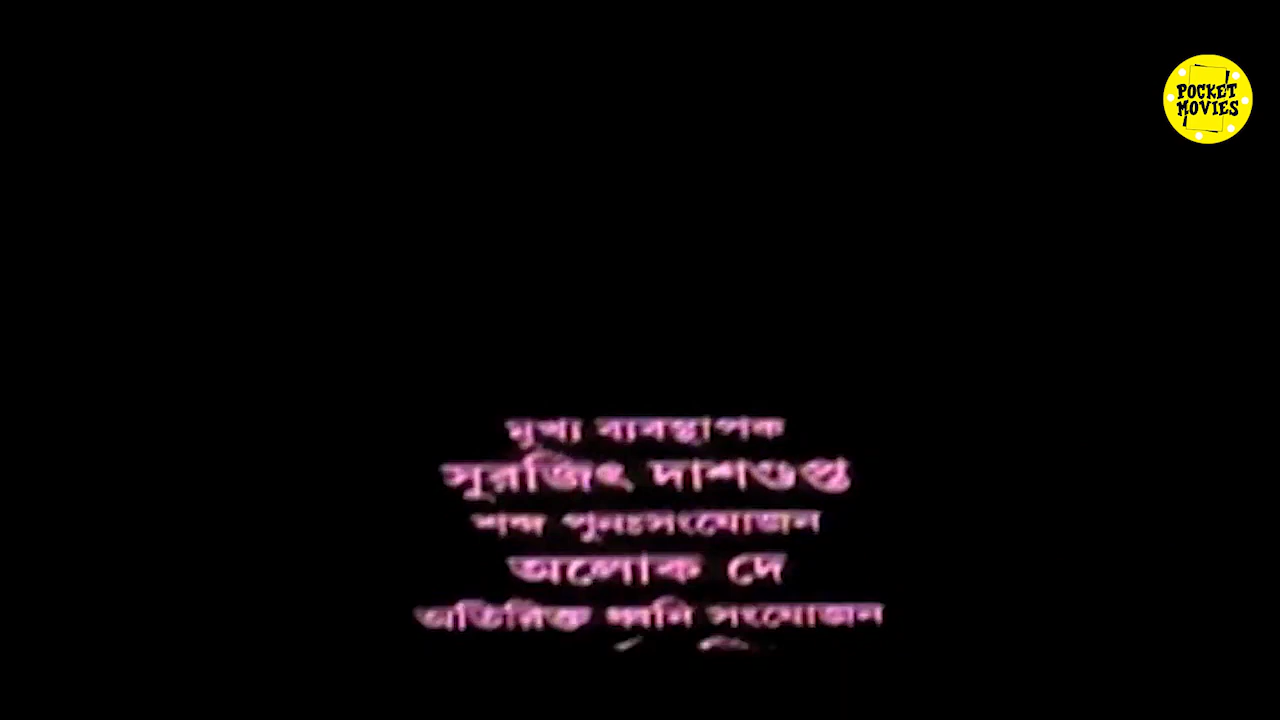 POCKET
MOVIES
মুখ্য ব্যবস্থাপক
সুরজিৎ দাশগুপ্ত
শব্দ পুনঃসংযোজন
অলোক দে
অতিরিক্ত ধ্বনি সংযোজন